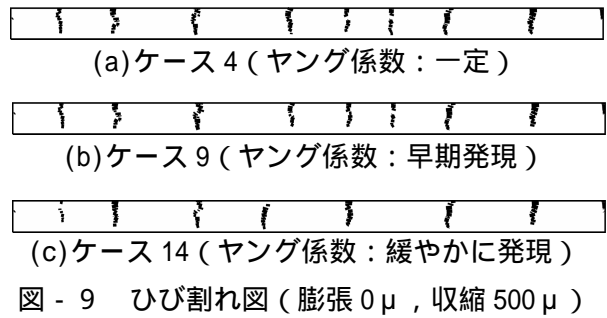 (a)ケース 4（ヤング係数：一定）
(b)ケース 9（ヤング係数：早期発現）
(c)ケース 14（ヤング係数：緩やかに発現）
図 - 9　ひび割れ図（膨張 0μ，収縮 500μ）